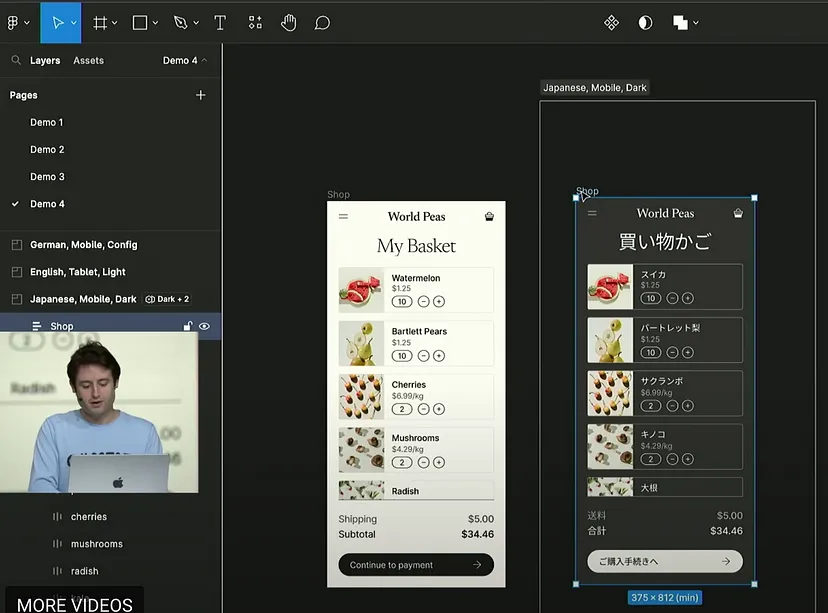 Layers
Assets
Demo 4
Pages
Demo 1
Demo 2
Demo 3
Demo 4
German, Mobile, Config
English, Tablet, Light
Japanese, Mobile, Dark
Dark + 2
Shop
Radish
cherries
mushrooms
radish
MORE VIDEOS
Shop
World Peas
My Basket
Watermelon
$1.25
10
Bartlett Pears
$1.25
10
Cherries
$6.99/kg
2
Mushrooms
$4.29/kg
2
Radish
Shipping $5.00
Subtotal $34.46
Continue to payment
Japanese, Mobile, Dark
Shop
World Peas
買い物かご
スイカ
$1.25
10
バートレット梨
$1.25
10
サクランボ
$6.99/kg
2
キノコ
$4.29/kg
2
大根
送料 $5.00
合計 $34.46
ご購入手続きへ
375 × 812 (min)